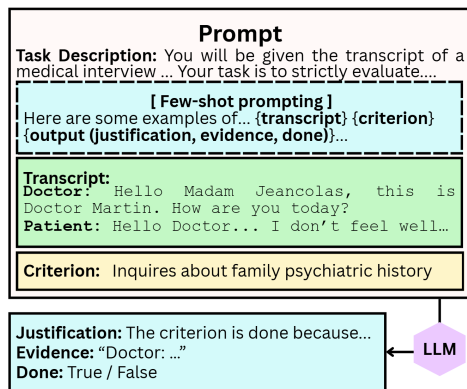 Prompt
Task Description: You will be given the transcript of a
medical interview ... Your task is to strictly evaluate....
[ Few-shot prompting ]
Here are some examples of... {transcript} {criterion}
{output (justification, evidence, done)}...
Transcript:
Doctor: Hello Madam Jeancolas, this is
Doctor Martin. How are you today?
Patient: Hello Doctor... I don't feel well…
Criterion: Inquires about family psychiatric history
Justification: The criterion is done because...
Evidence: “Doctor: ...”
Done: True / False
LLM